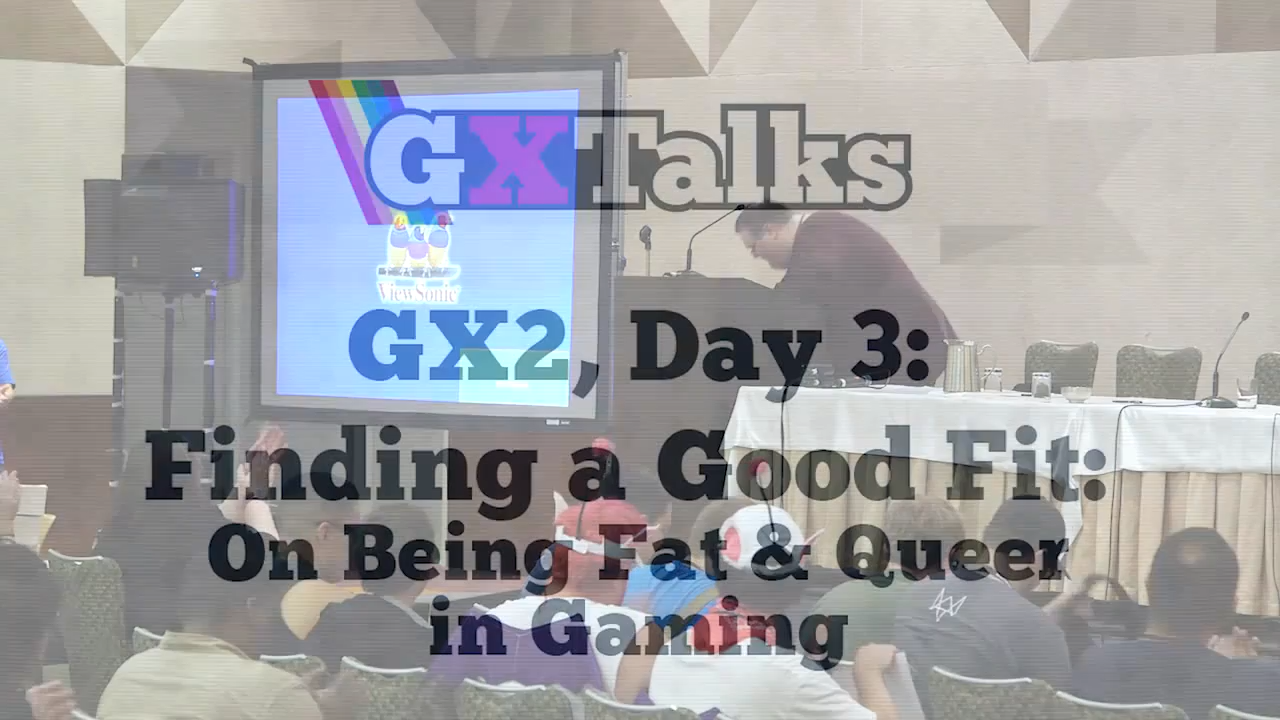 GXTalks
ViewSonic
GX2, Day 3:
Finding a Good Fit:
On Being Fat & Queer
in Gaming